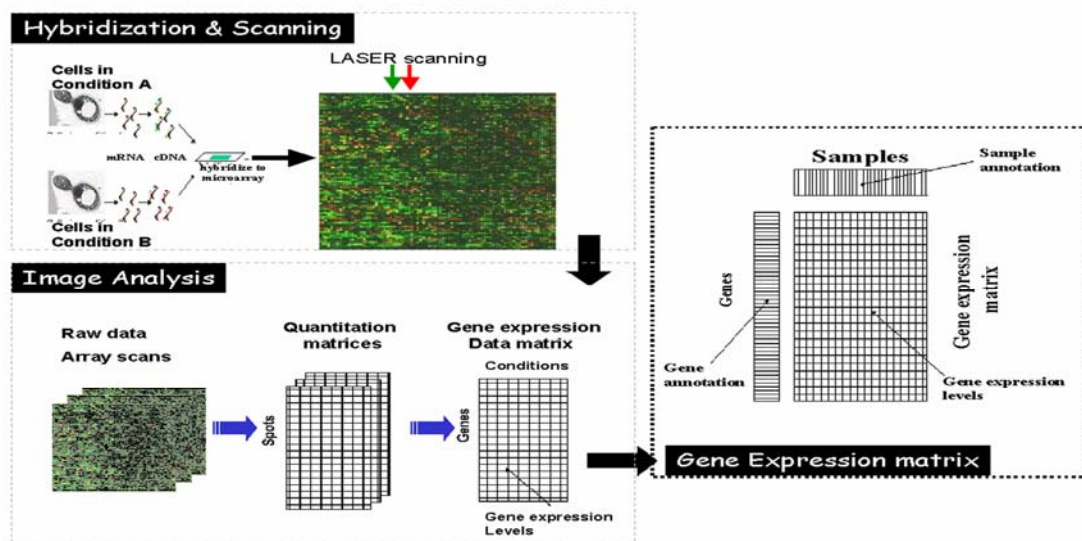 Hybridization & Scanning
LASER scanning
Cells in
Condition A
mRNA cDNA
hybridize to
microarray
Cells in
Condition B
Image Analysis
Raw data
Array scans
Quantitation
matrices
Spots
Gene expression
Data matrix
Conditions
Genes
Gene expression
Levels
Samples
Sample
annotation
Genes
Gene expression
matrix
Gene
annotation
Gene expression
levels
Gene Expression matrix